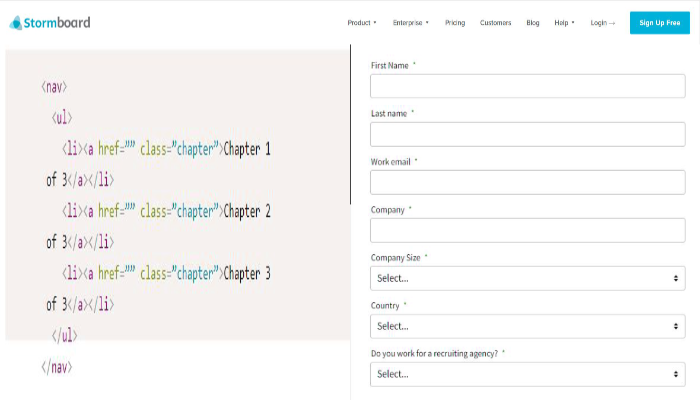 Stormboard
Product Enterprise Pricing Customers Blog Help Login → Sign Up Free
<nav>
<ul>
<li><a href="" class="chapter">Chapter 1
of 3</a></li>
<li><a href="" class="chapter">Chapter 2
of 3</a></li>
<li><a href="" class="chapter">Chapter 3
of 3</a></li>
</ul>
</nav>
First Name *
Last name *
Work email *
Company *
Company Size *
Select...
Country *
Select...
Do you work for a recruiting agency? *
Select...